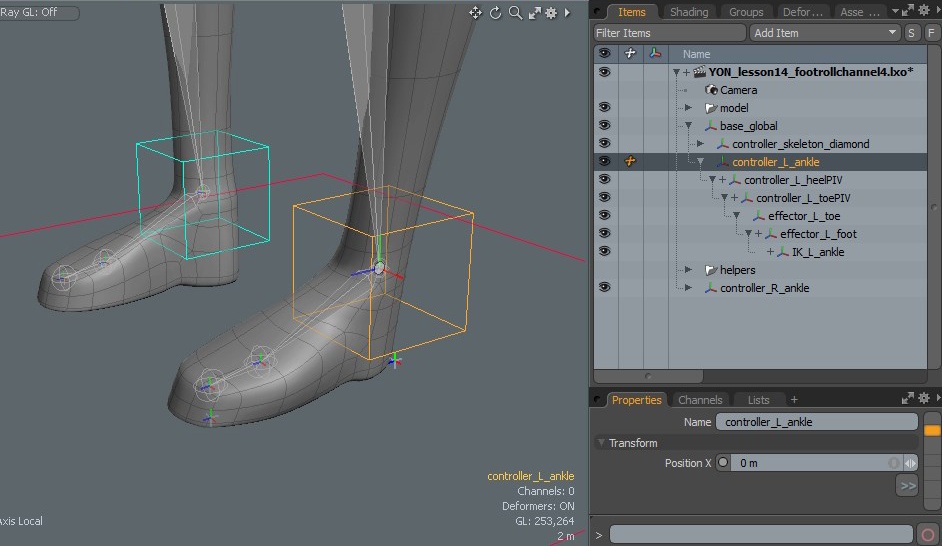 Ray GL: Off
controller_L_ankle
Channels: 0
Deformers: ON
GL: 253,264
2 m
Axis Local
Items Shading Groups Defor... Asse ...
Filter Items Add Item S F
Name
YON_lesson14_footrollchannel4.lxo*
Camera
model
base_global
controller_skeleton_diamond
controller_L_ankle
controller_L_heelPIV
controller_L_toePIV
effector_L_toe
effector_L_foot
IK_L_ankle
helpers
controller_R_ankle
Properties Channels Lists +
Name controller_L_ankle
Transform
Position X 0 m
>>
>